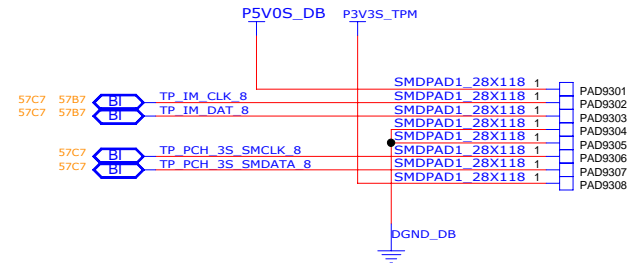 P5V0S_DB P3V3S_TPM
SMDPAD1_28X118 1 PAD9301
57C7 57B7 BI TP_IM_CLK_8 SMDPAD1_28X118 1 PAD9302
57C7 57B7 BI TP_IM_DAT_8 SMDPAD1_28X118 1 PAD9303
SMDPAD1_28X118 1 PAD9304
SMDPAD1_28X118 1 PAD9305
57C7 BI TP_PCH_3S_SMCLK_8 SMDPAD1_28X118 1 PAD9306
57C7 BI TP_PCH_3S_SMDATA_8 SMDPAD1_28X118 1 PAD9307
SMDPAD1_28X118 1 PAD9308
DGND_DB